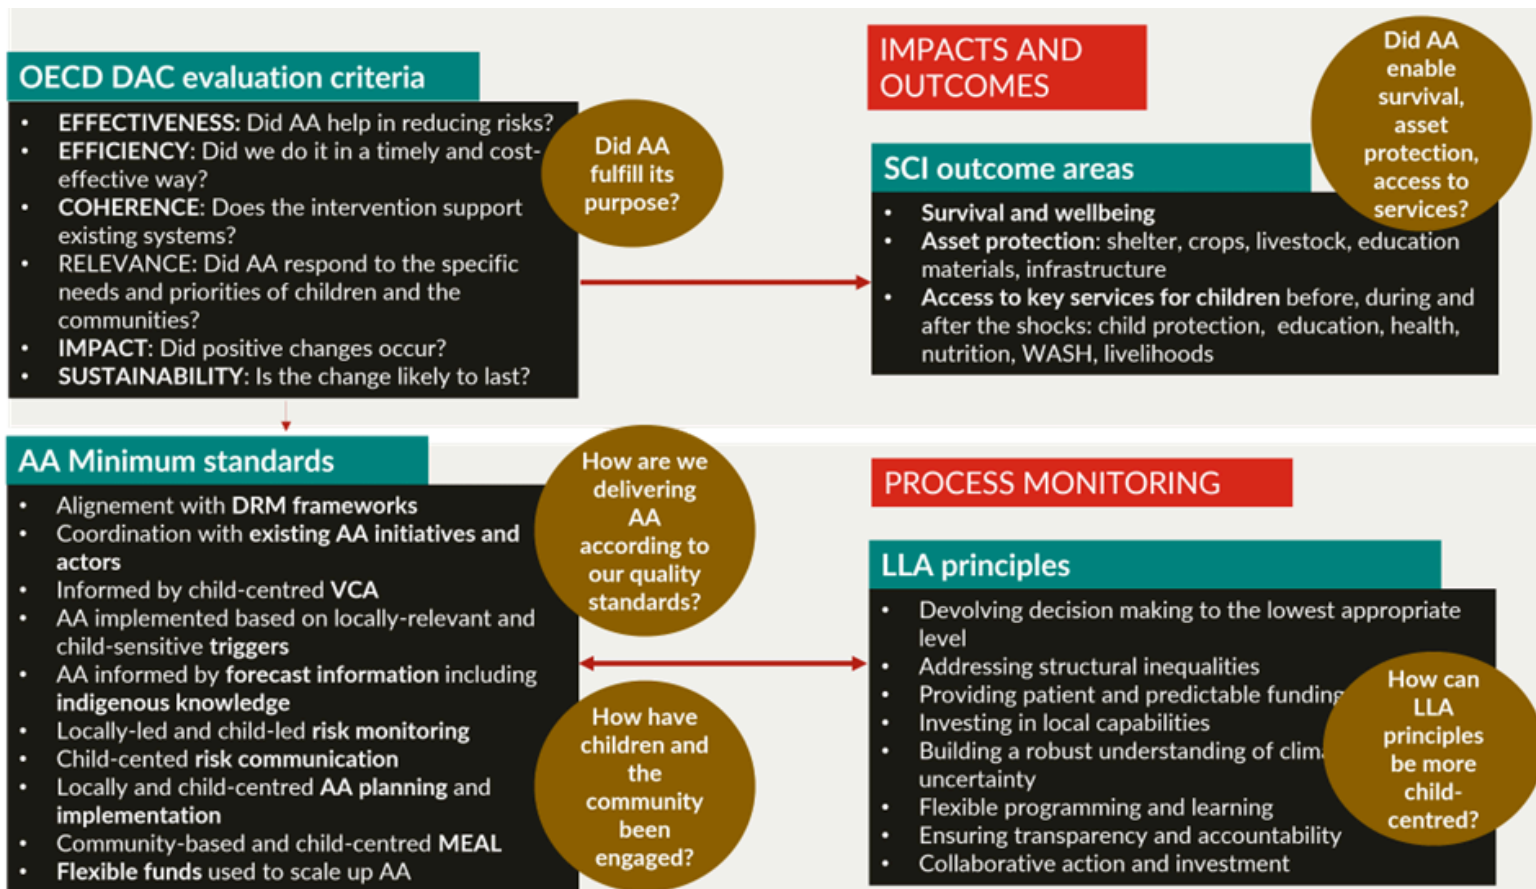 OECD DAC evaluation criteria
• EFFECTIVENESS: Did AA help in reducing risks?
• EFFICIENCY: Did we do it in a timely and cost-
effective way?
• COHERENCE: Does the intervention support
existing systems?
• RELEVANCE: Did AA respond to the specific
needs and priorities of children and the
communities?
• IMPACT: Did positive changes occur?
• SUSTAINABILITY: Is the change likely to last?
Did AA
fulfill its
purpose?
IMPACTS AND
OUTCOMES
Did AA
enable
survival,
asset
protection,
access to
services?
SCI outcome areas
• Survival and wellbeing
• Asset protection: shelter, crops, livestock, education
materials, infrastructure
• Access to key services for children before, during and
after the shocks: child protection, education, health,
nutrition, WASH, livelihoods
AA Minimum standards
• Alignement with DRM frameworks
• Coordination with existing AA initiatives and
actors
• Informed by child-centred VCA
• AA implemented based on locally-relevant and
child-sensitive triggers
• AA informed by forecast information including
indigenous knowledge
• Locally-led and child-led risk monitoring
• Child-cented risk communication
• Locally and child-centred AA planning and
implementation
• Community-based and child-centred MEAL
• Flexible funds used to scale up AA
How are we
delivering
AA
according to
our quality
standards?
How have
children and
the
community
been
engaged?
PROCESS MONITORING
LLA principles
• Devolving decision making to the lowest appropriate
level
• Addressing structural inequalities
• Providing patient and predictable funding
• Investing in local capabilities
• Building a robust understanding of clima
uncertainty
• Flexible programming and learning
• Ensuring transparency and accountability
• Collaborative action and investment
How can
LLA
principles
be more
child-
centred?